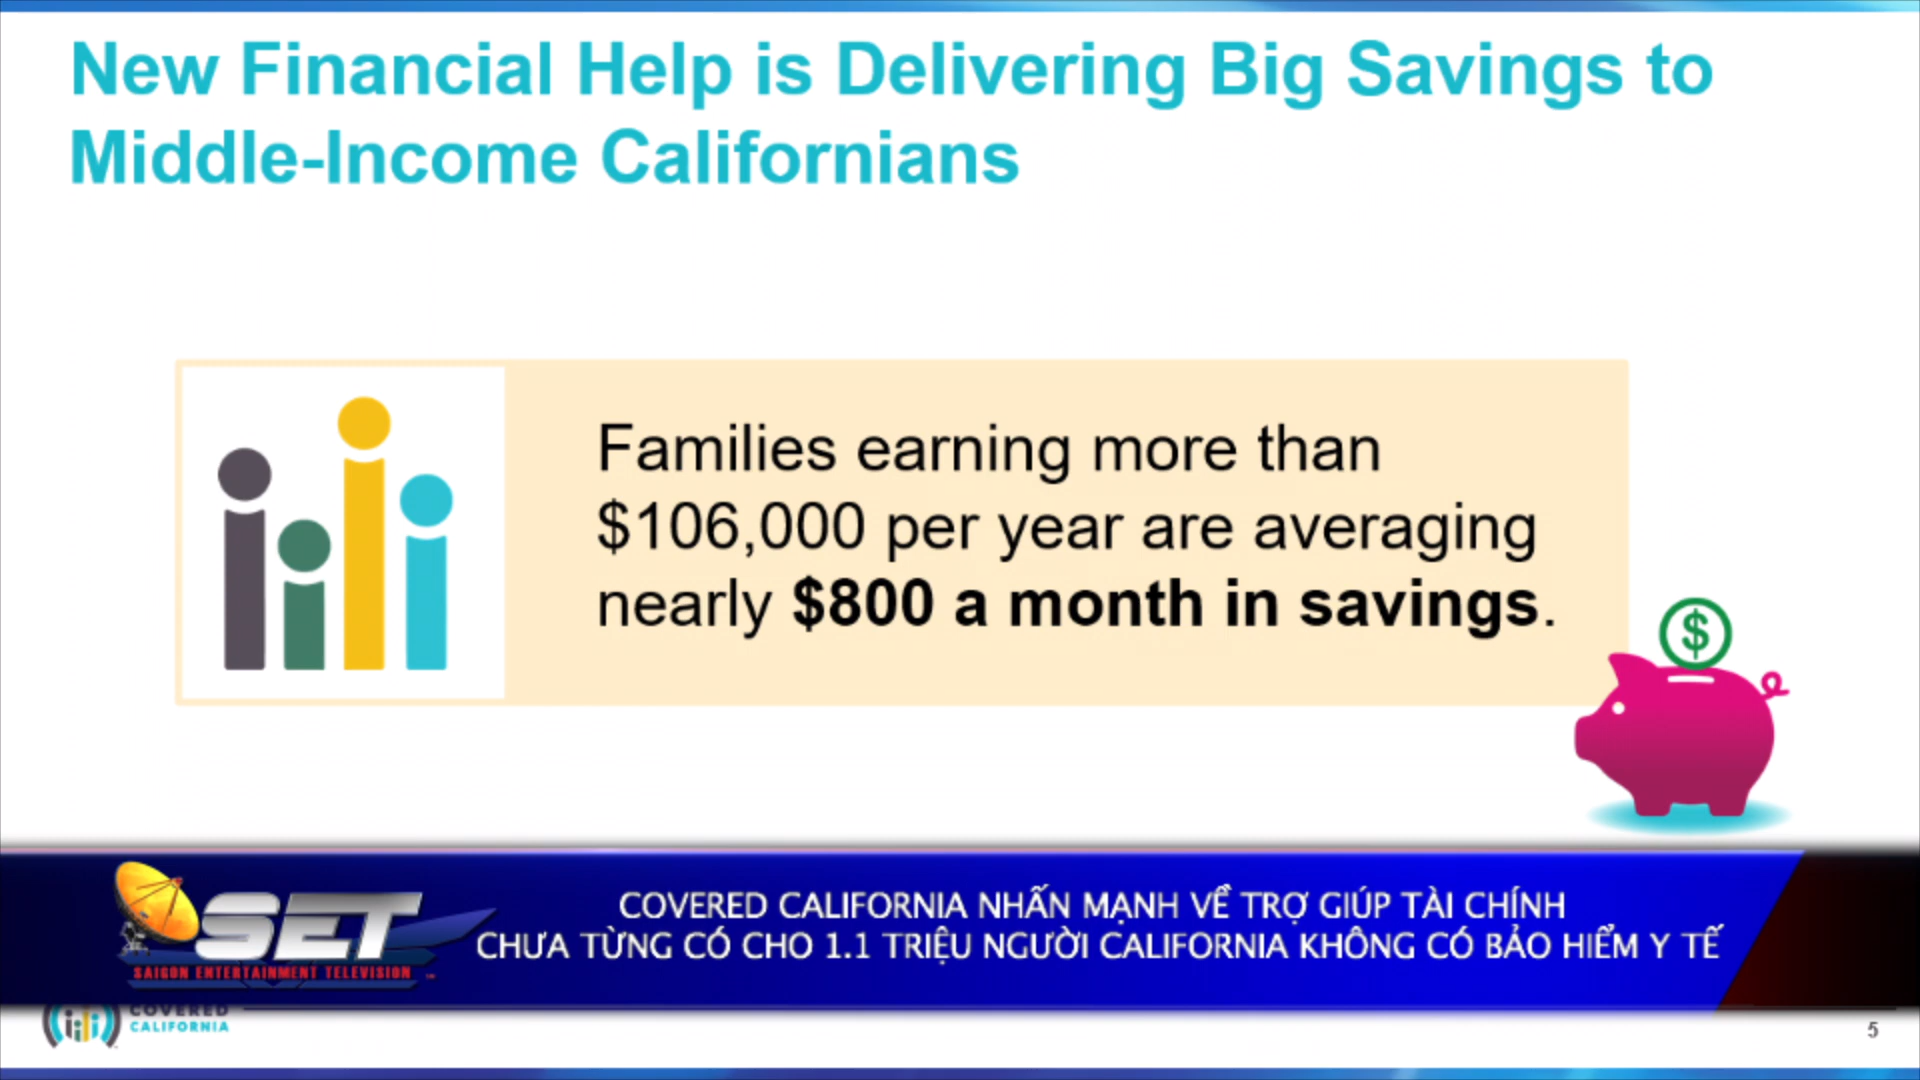 New Financial Help is Delivering Big Savings to
Middle-Income Californians
Families earning more than
$106,000 per year are averaging
nearly $800 a month in savings.
$
SET
SAIGON ENTERTAINMENT TELEVISION
COVERED CALIFORNIA NHẤN MẠNH VỀ TRỢ GIÚP TÀI CHÍNH
CHƯA TỪNG CÓ CHO 1.1 TRIỆU NGƯỜI CALIFORNIA KHÔNG CÓ BẢO HIỂM Y TẾ
COVERED
CALIFORNIA
5